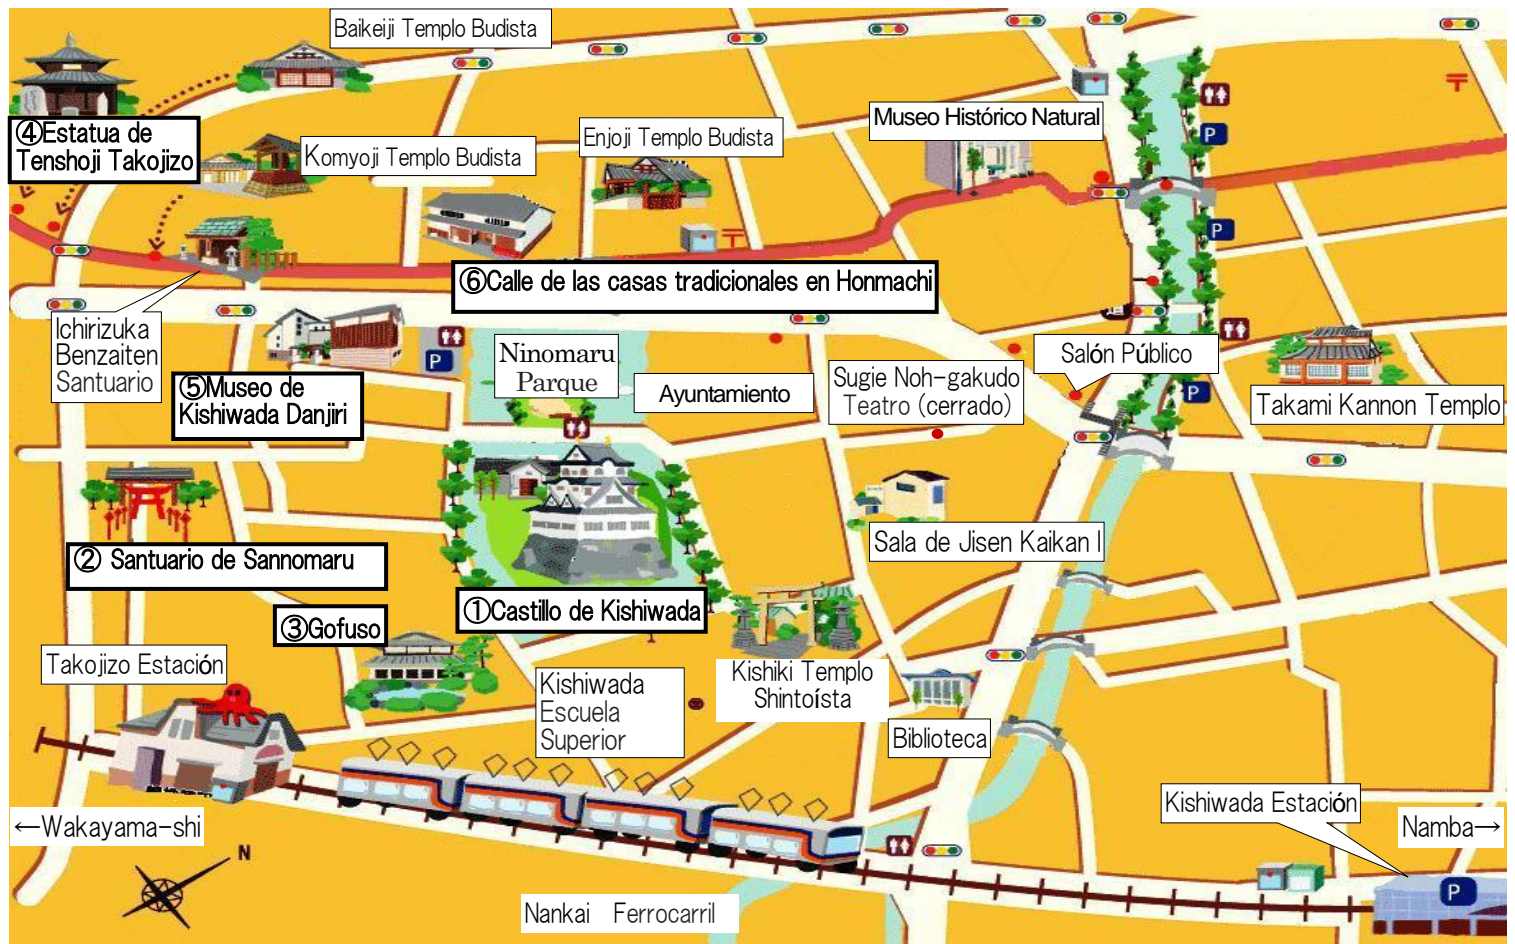 Baikeiji Templo Budista
④Estatua de
Tenshoji Takojizo
Komyoji Templo Budista
Enjoji Templo Budista
Museo Histórico Natural
P
P
⑥Calle de las casas tradicionales en Honmachi
Ichirizuka
Benzaiten
Santuario
P
⑤Museo de
Kishiwada Danjiri
Ninomaru
Parque
Ayuntamiento
Sugie Noh-gakudo
Teatro (cerrado)
Salón Público
P
Takami Kannon Templo
② Santuario de Sannomaru
Sala de Jisen Kaikan I
①Castillo de Kishiwada
③Gofuso
Takojizo Estación
Kishiwada
Escuela
Superior
Kishiki Templo
Shintoísta
Biblioteca
Kishiwada Estación
←Wakayama-shi
Namba→
N
P
Nankai Ferrocarril